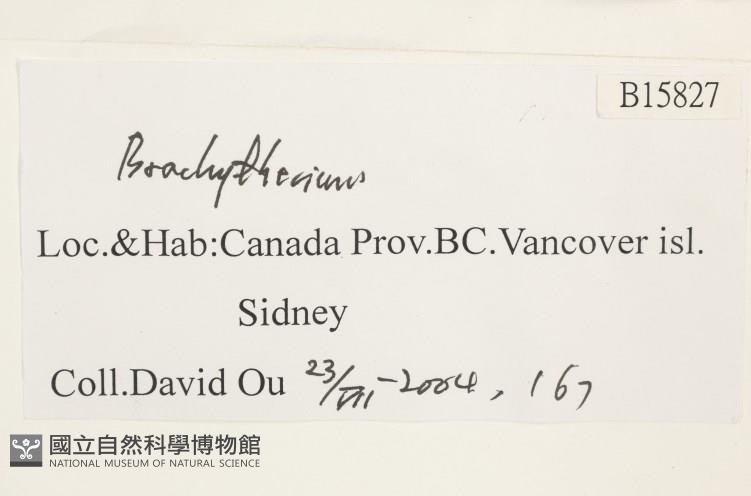 B15827
Brachythecium
Loc.&Hab:Canada Prov.BC.Vancover isl.
Sidney
Coll.David Ou 23/VII-2004, 167
國立自然科學博物館
NATIONAL MUSEUM OF NATURAL SCIENCE